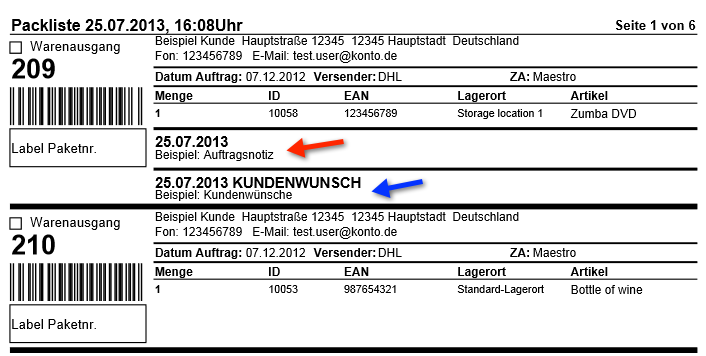 Packliste 25.07.2013, 16:08Uhr Seite 1 von 6
Warenausgang
209
Label Paketnr.
Beispiel Kunde Hauptstraße 12345 12345 Hauptstadt Deutschland
Fon: 123456789 E-Mail: test.user@konto.de
Datum Auftrag: 07.12.2012 Versender: DHL ZA: Maestro
Menge ID EAN Lagerort Artikel
1 10058 123456789 Storage location 1 Zumba DVD
25.07.2013
Beispiel: Auftragsnotiz
25.07.2013 KUNDENWUNSCH
Beispiel: Kundenwünsche
Warenausgang
210
Label Paketnr.
Beispiel Kunde Hauptstraße 12345 12345 Hauptstadt Deutschland
Fon: 123456789 E-Mail: test.user@konto.de
Datum Auftrag: 07.12.2012 Versender: DHL ZA: Maestro
Menge ID EAN Lagerort Artikel
1 10053 987654321 Standard-Lagerort Bottle of wine